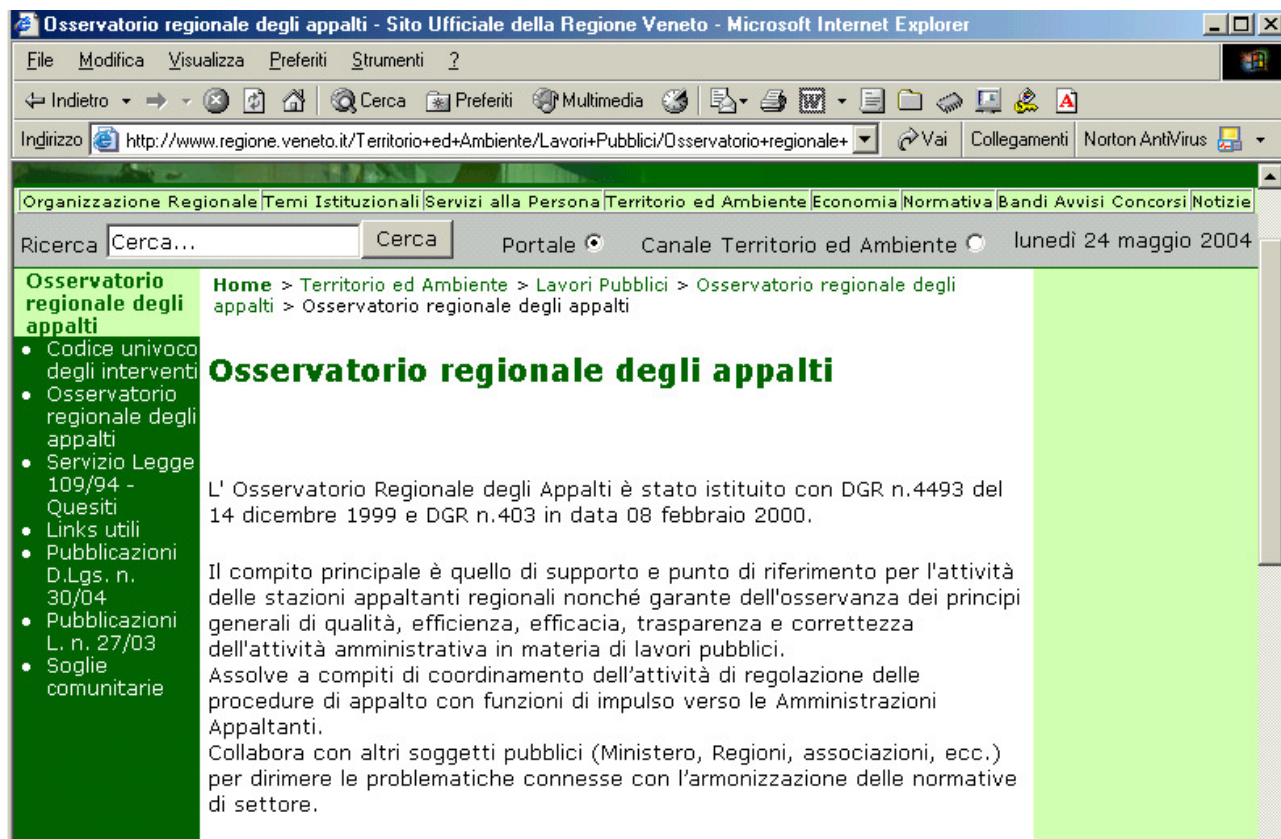 Osservatorio regionale degli appalti - Sito Ufficiale della Regione Veneto - Microsoft Internet Explorer
File Modifica Visualizza Preferiti Strumenti ?
Indietro Cerca Preferiti Multimedia
Indirizzo http://www.regione.veneto.it/Territorio+ed+Ambiente/Lavori+Pubblici/Osservatorio+regionale+ Vai Collegamenti Norton AntiVirus
Organizzazione Regionale Temi Istituzionali Servizi alla Persona Territorio ed Ambiente Economia Normativa Bandi Avvisi Concorsi Notizie
Ricerca Cerca... Cerca Portale Canale Territorio ed Ambiente lunedì 24 maggio 2004
Osservatorio
regionale degli
appalti
Codice univoco
degli interventi
Osservatorio
regionale degli
appalti
Servizio Legge
109/94 -
Quesiti
Links utili
Pubblicazioni
D.Lgs. n.
30/04
Pubblicazioni
L. n. 27/03
Soglie
comunitarie
Home > Territorio ed Ambiente > Lavori Pubblici > Osservatorio regionale degli
appalti > Osservatorio regionale degli appalti
Osservatorio regionale degli appalti
L' Osservatorio Regionale degli Appalti è stato istituito con DGR n.4493 del
14 dicembre 1999 e DGR n.403 in data 08 febbraio 2000.
Il compito principale è quello di supporto e punto di riferimento per l'attività
delle stazioni appaltanti regionali nonché garante dell'osservanza dei principi
generali di qualità, efficienza, efficacia, trasparenza e correttezza
dell'attività amministrativa in materia di lavori pubblici.
Assolve a compiti di coordinamento dell’attività di regolazione delle
procedure di appalto con funzioni di impulso verso le Amministrazioni
Appaltanti.
Collabora con altri soggetti pubblici (Ministero, Regioni, associazioni, ecc.)
per dirimere le problematiche connesse con l’armonizzazione delle normative
di settore.